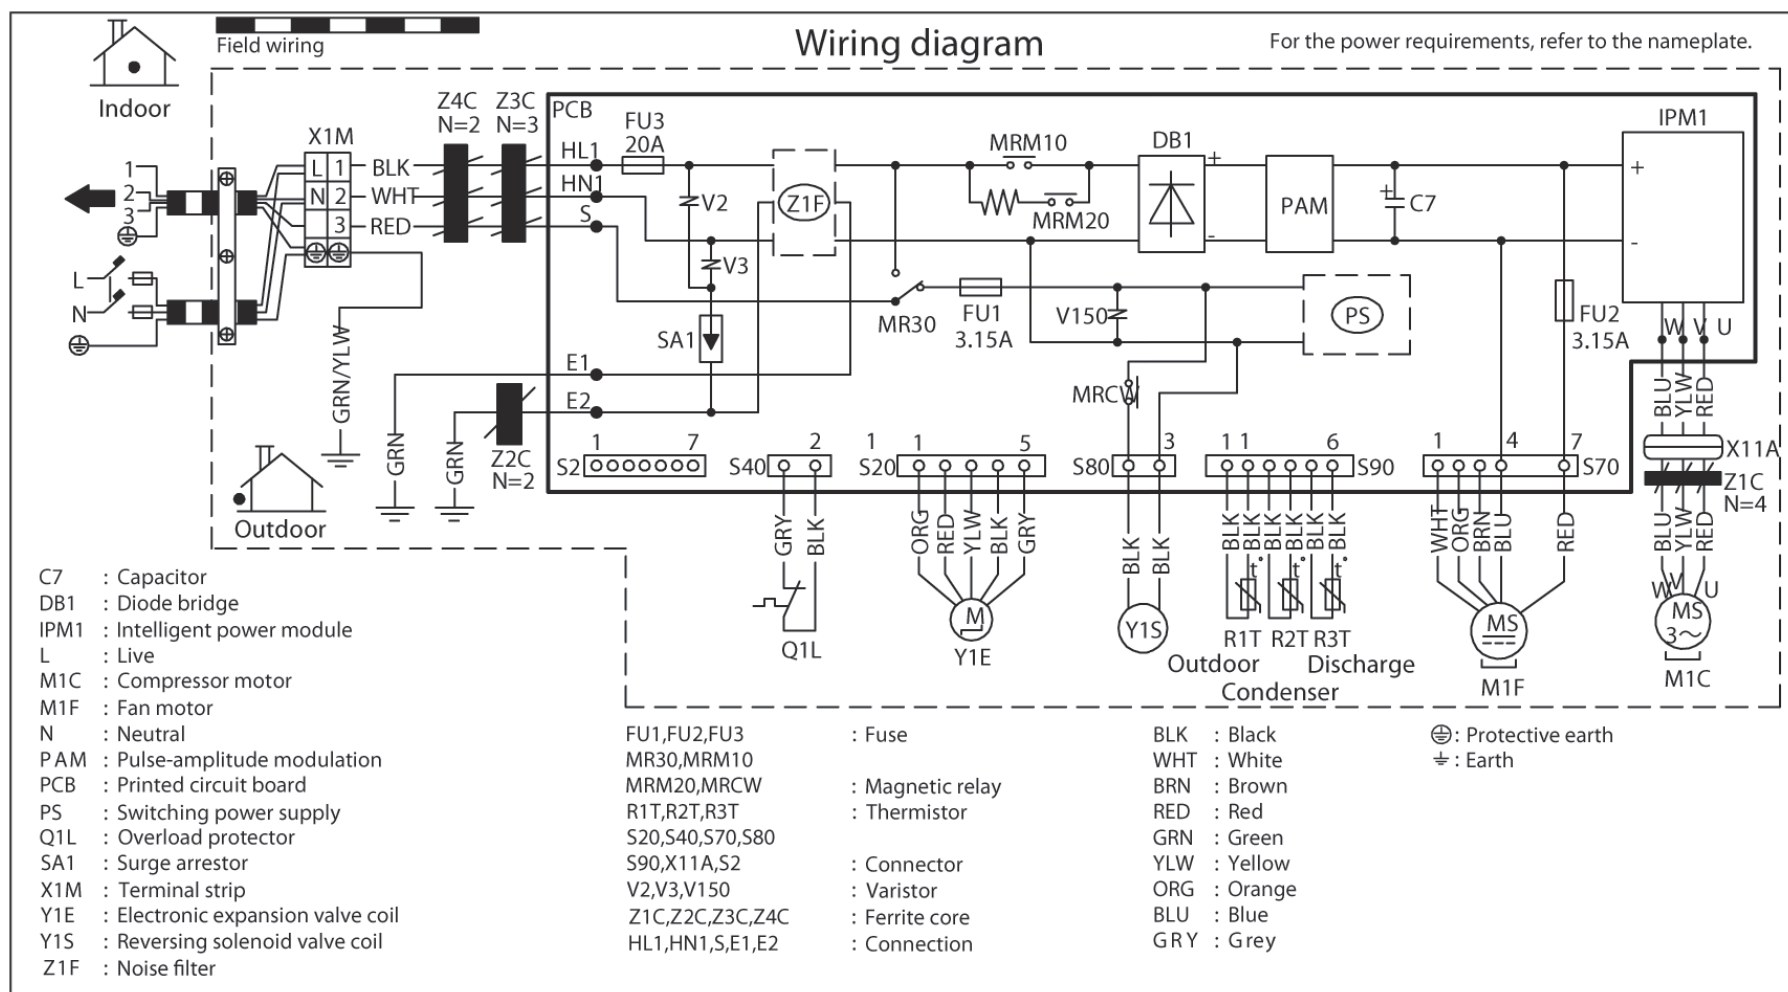 Wiring diagram
For the power requirements, refer to the nameplate.
Field wiring
Indoor
Outdoor
1
2
3
L
N
X1M
L 1
N 2
3
BLK
WHT
RED
GRN/YLW
Z4C
N=2
Z3C
N=3
PCB
HL1
HN1
S
E1
E2
GRN
GRN
Z2C
N=2
FU3
20A
V2
V3
SA1
Z1F
MRM10
MRM20
DB1
+
-
PAM
+
C7
IPM1
+
-
W V U
MR30
FU1
3.15A
V150
PS
FU2
3.15A
MRCW
BLU YLW RED
X11A
Z1C
N=4
BLU YLW RED
W V U
MS
3~
M1C
1 7
S2
2
S40
GRY BLK
Q1L
1
1 5
S20
ORG RED YLW BLK GRY
M
Y1E
3
S80
BLK BLK
Y1S
1 1 6
S90
BLK BLK BLK BLK BLK BLK
t° t° t°
R1T R2T R3T
Outdoor Discharge
Condenser
1 4 7
S70
WHT ORG BRN BLU RED
MS
M1F
C7 : Capacitor
DB1 : Diode bridge
IPM1 : Intelligent power module
L : Live
M1C : Compressor motor
M1F : Fan motor
N : Neutral
PAM : Pulse-amplitude modulation
PCB : Printed circuit board
PS : Switching power supply
Q1L : Overload protector
SA1 : Surge arrestor
X1M : Terminal strip
Y1E : Electronic expansion valve coil
Y1S : Reversing solenoid valve coil
Z1F : Noise filter
FU1,FU2,FU3 : Fuse
MR30,MRM10
MRM20,MRCW : Magnetic relay
R1T,R2T,R3T : Thermistor
S20,S40,S70,S80
S90,X11A,S2 : Connector
V2,V3,V150 : Varistor
Z1C,Z2C,Z3C,Z4C : Ferrite core
HL1,HN1,S,E1,E2 : Connection
BLK : Black
WHT : White
BRN : Brown
RED : Red
GRN : Green
YLW : Yellow
ORG : Orange
BLU : Blue
GRY : Grey
: Protective earth
: Earth